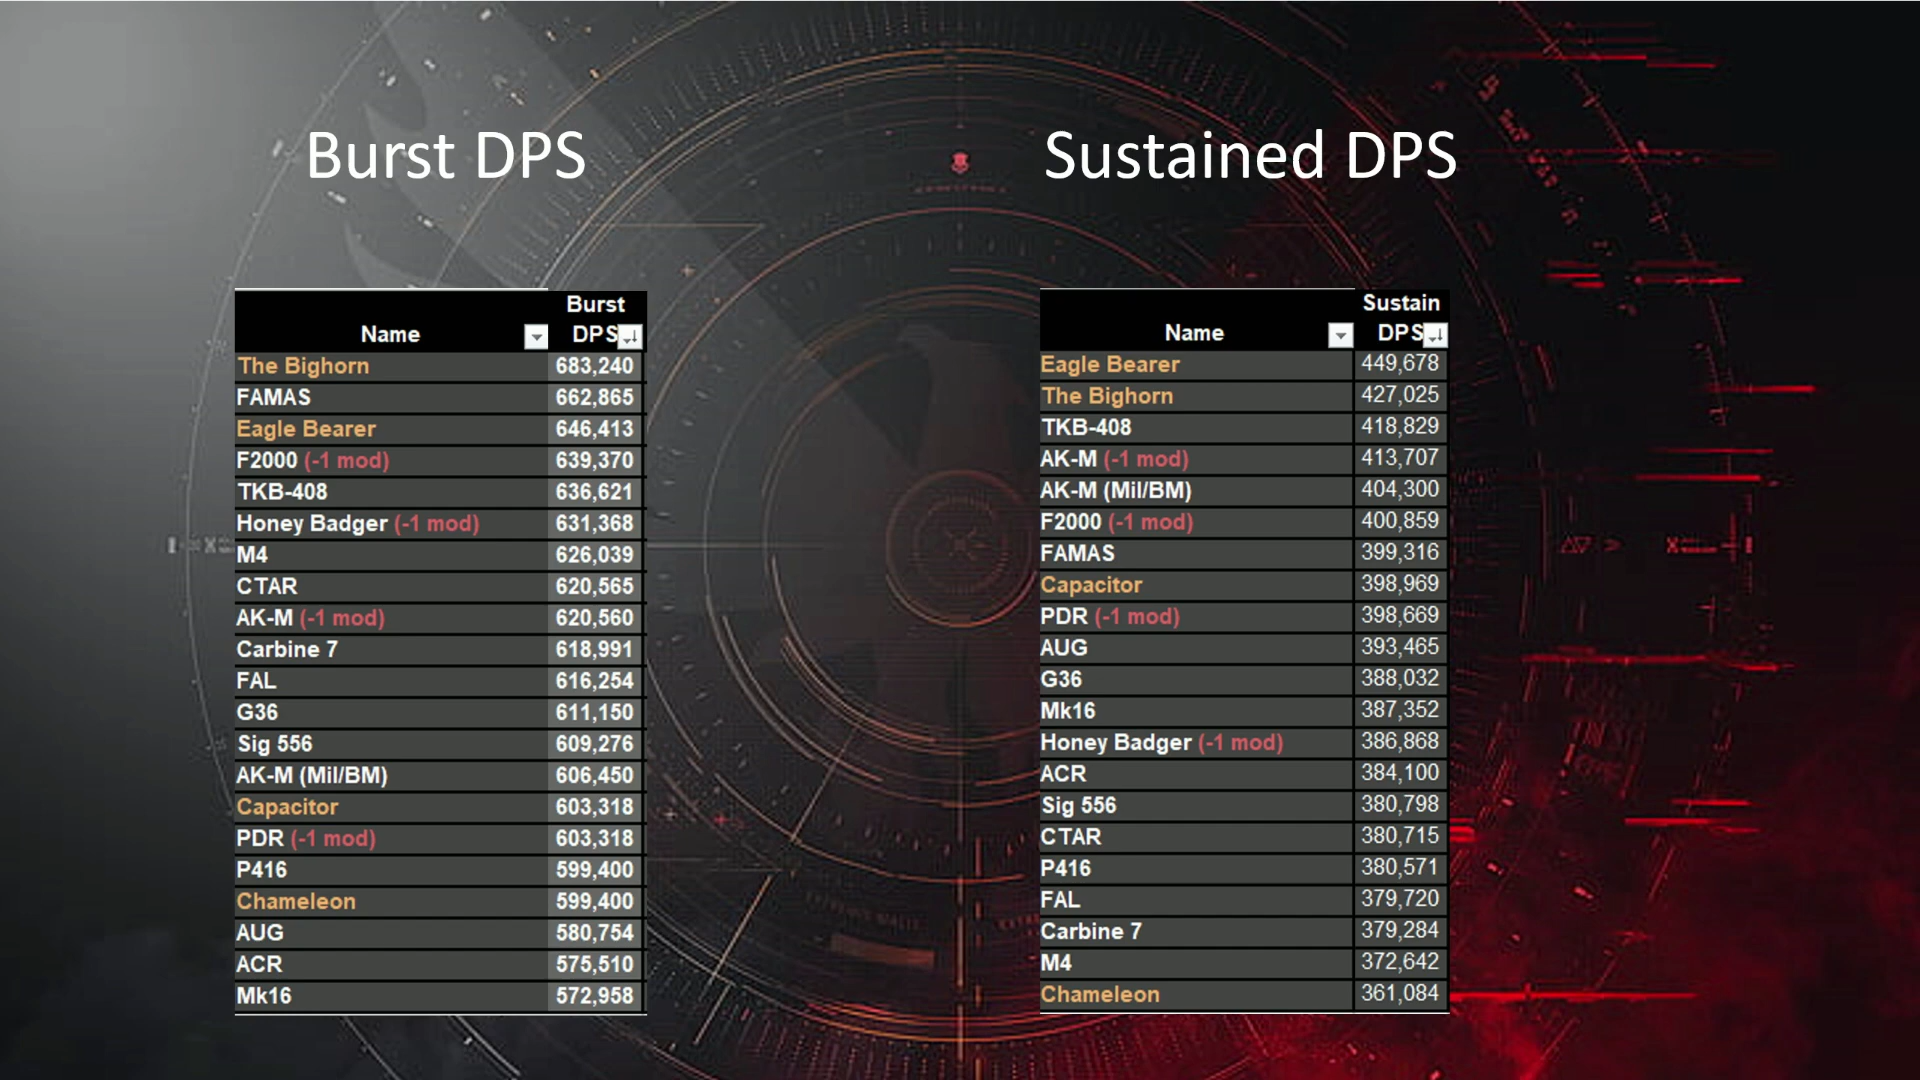 Burst DPS
Sustained DPS
Name Burst DPS
The Bighorn 683,240
FAMAS 662,865
Eagle Bearer 646,413
F2000 (-1 mod) 639,370
TKB-408 636,621
Honey Badger (-1 mod) 631,368
M4 626,039
CTAR 620,565
AK-M (-1 mod) 620,560
Carbine 7 618,991
FAL 616,254
G36 611,150
Sig 556 609,276
AK-M (Mil/BM) 606,450
Capacitor 603,318
PDR (-1 mod) 603,318
P416 599,400
Chameleon 599,400
AUG 580,754
ACR 575,510
Mk16 572,958
Name Sustain DPS
Eagle Bearer 449,678
The Bighorn 427,025
TKB-408 418,829
AK-M (-1 mod) 413,707
AK-M (Mil/BM) 404,300
F2000 (-1 mod) 400,859
FAMAS 399,316
Capacitor 398,969
PDR (-1 mod) 398,669
AUG 393,465
G36 388,032
Mk16 387,352
Honey Badger (-1 mod) 386,868
ACR 384,100
Sig 556 380,798
CTAR 380,715
P416 380,571
FAL 379,720
Carbine 7 379,284
M4 372,642
Chameleon 361,084